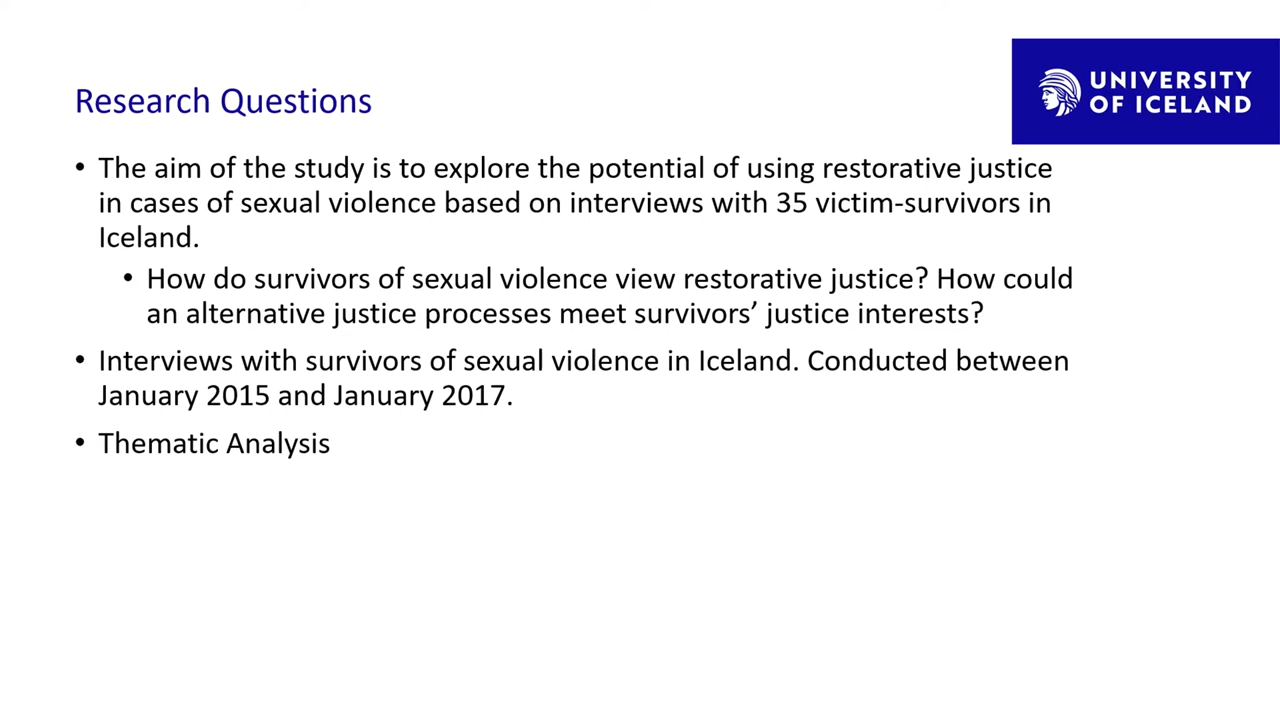 UNIVERSITY
OF ICELAND
Research Questions
• The aim of the study is to explore the potential of using restorative justice
in cases of sexual violence based on interviews with 35 victim-survivors in
Iceland.
• How do survivors of sexual violence view restorative justice? How could
an alternative justice processes meet survivors’ justice interests?
• Interviews with survivors of sexual violence in Iceland. Conducted between
January 2015 and January 2017.
• Thematic Analysis